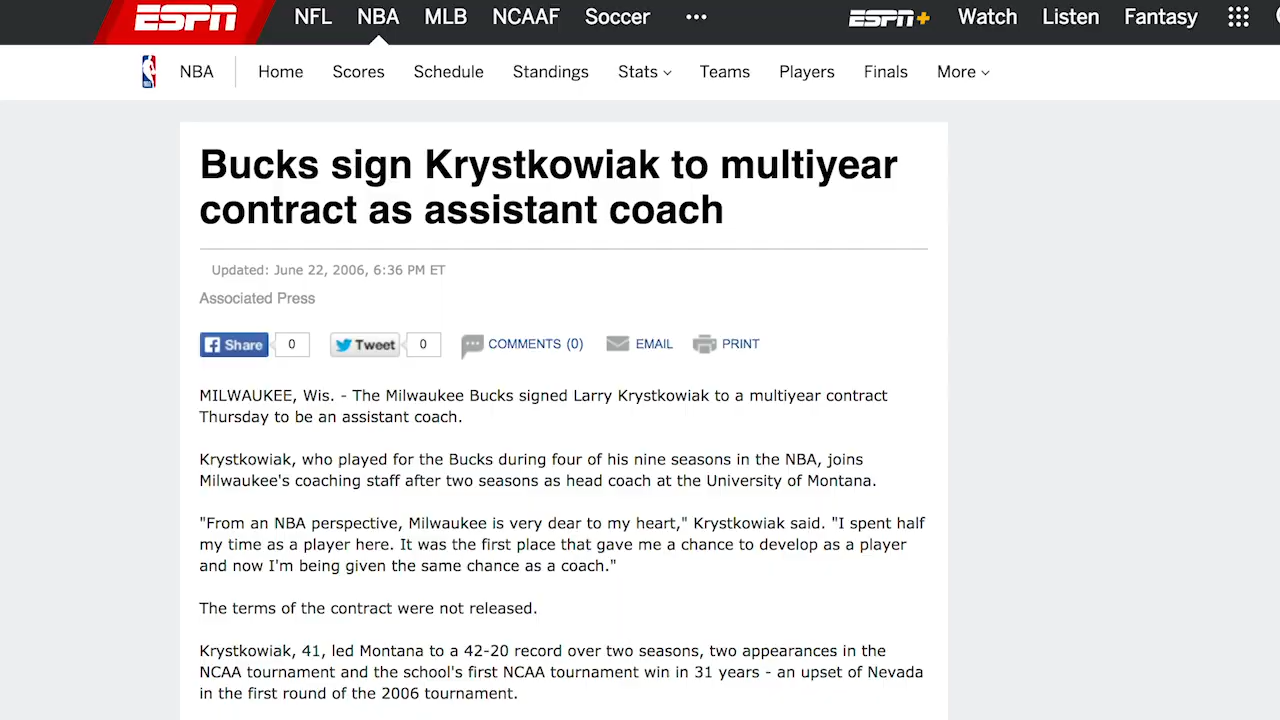 ESPN NFL NBA MLB NCAAF Soccer ••• ESPN+ Watch Listen Fantasy
NBA Home Scores Schedule Standings Stats Teams Players Finals More
Bucks sign Krystkowiak to multiyear
contract as assistant coach
Updated: June 22, 2006, 6:36 PM ET
Associated Press
Share 0 Tweet 0 COMMENTS (0) EMAIL PRINT
MILWAUKEE, Wis. - The Milwaukee Bucks signed Larry Krystkowiak to a multiyear contract
Thursday to be an assistant coach.
Krystkowiak, who played for the Bucks during four of his nine seasons in the NBA, joins
Milwaukee's coaching staff after two seasons as head coach at the University of Montana.
"From an NBA perspective, Milwaukee is very dear to my heart," Krystkowiak said. "I spent half
my time as a player here. It was the first place that gave me a chance to develop as a player
and now I'm being given the same chance as a coach."
The terms of the contract were not released.
Krystkowiak, 41, led Montana to a 42-20 record over two seasons, two appearances in the
NCAA tournament and the school's first NCAA tournament win in 31 years - an upset of Nevada
in the first round of the 2006 tournament.